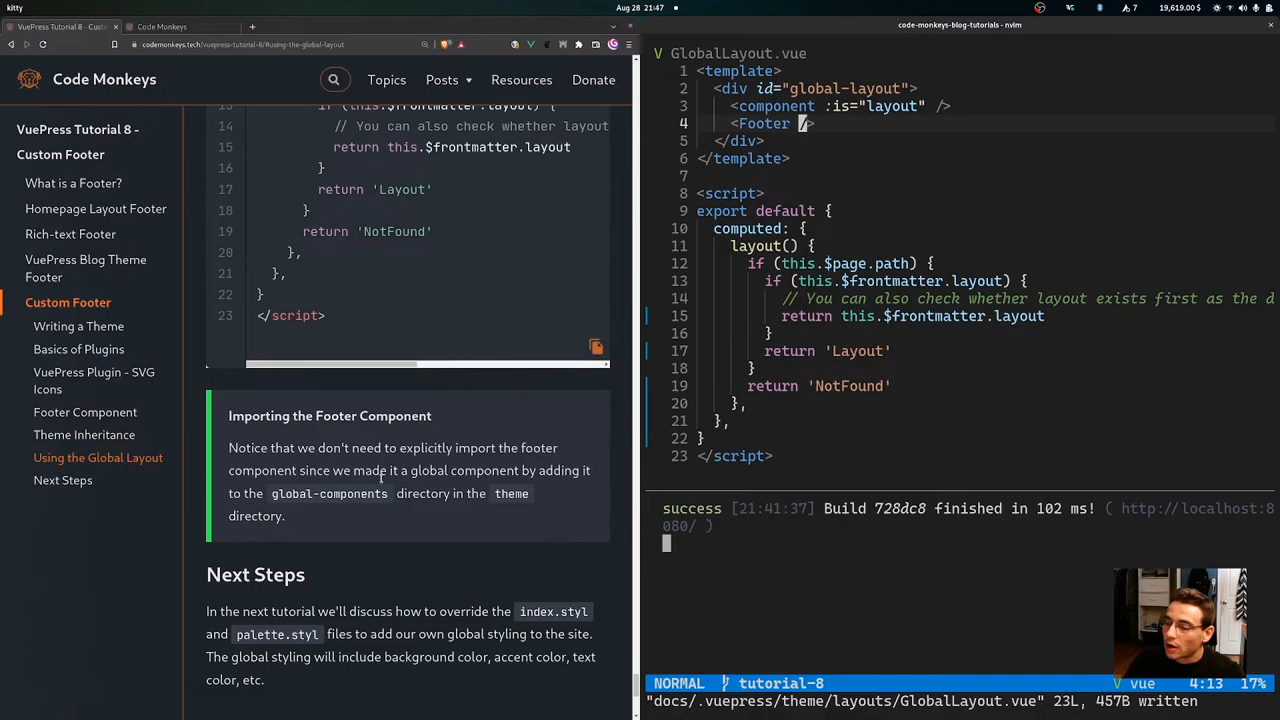 kitty
Aug 28 21:47
7
19,619.00
VuePress Tutorial 8 - Custo
Code Monkeys
codemonkeys.tech/vuepress-tutorial-8/#using-the-global-layout
Code Monkeys
Topics
Posts
Resources
Donate
VuePress Tutorial 8 -
Custom Footer
What is a Footer?
Homepage Layout Footer
Rich-text Footer
VuePress Blog Theme
Footer
Custom Footer
Writing a Theme
Basics of Plugins
VuePress Plugin - SVG
Icons
Footer Component
Theme Inheritance
Using the Global Layout
Next Steps
13 if (this.$frontmatter.layout) {
14 // You can also check whether layout
15 return this.$frontmatter.layout
16 }
17 return 'Layout'
18 }
19 return 'NotFound'
20 },
21 },
22 }
23 </script>
Importing the Footer Component
Notice that we don't need to explicitly import the footer
component since we made it a global component by adding it
to the global-components directory in the theme
directory.
Next Steps
In the next tutorial we'll discuss how to override the index.styl
and palette.styl files to add our own global styling to the site.
The global styling will include background color, accent color, text
color, etc.
code-monkeys-blog-tutorials - nvim
GlobalLayout.vue
1 <template>
2 <div id="global-layout">
3 <component :is="layout" />
4 <Footer />
5 </div>
6 </template>
7
8 <script>
9 export default {
10 computed: {
11 layout() {
12 if (this.$page.path) {
13 if (this.$frontmatter.layout) {
14 // You can also check whether layout exists first as the d
15 return this.$frontmatter.layout
16 }
17 return 'Layout'
18 }
19 return 'NotFound'
20 },
21 },
22 }
23 </script>
success [21:41:37] Build 728dc8 finished in 102 ms! ( http://localhost:8
080/ )
NORMAL tutorial-8 vue 4:13 17%
"docs/.vuepress/theme/layouts/GlobalLayout.vue" 23L, 457B written